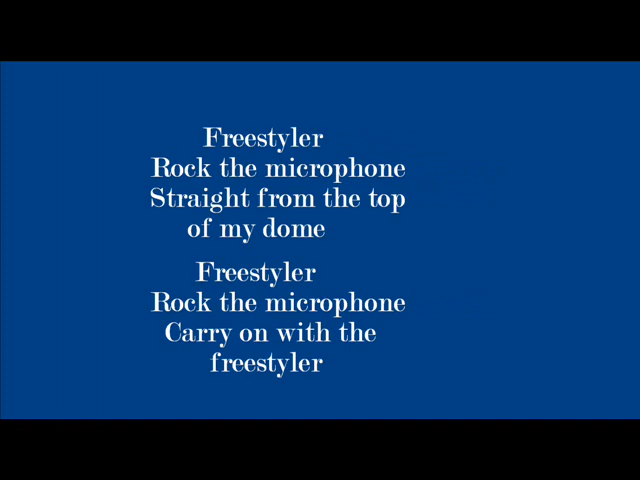 Freestyler
Rock the microphone
Straight from the top
of my dome
Freestyler
Rock the microphone
Carry on with the
freestyler